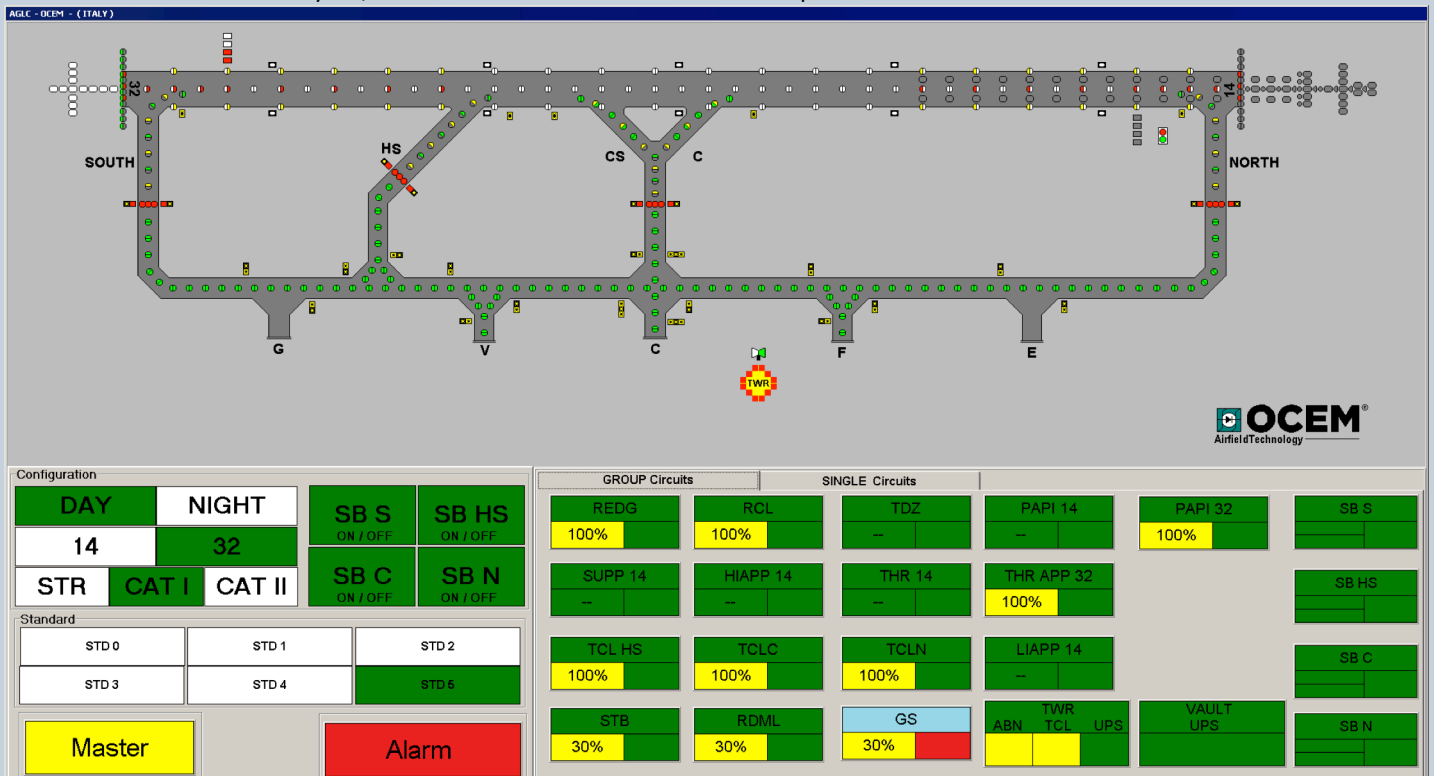 AGLC - OCEM - ( ITALY )
32
14
HS
CS
C
SOUTH
NORTH
G
V
C
F
E
TWR
OCEM®
AirfieldTechnology
Configuration
DAY
NIGHT
14
32
STR
CAT I
CAT II
SB S
ON / OFF
SB HS
ON / OFF
SB C
ON / OFF
SB N
ON / OFF
Standard
STD 0
STD 1
STD 2
STD 3
STD 4
STD 5
Master
Alarm
GROUP Circuits
SINGLE Circuits
REDG
100%
RCL
100%
TDZ
--
PAPI 14
--
PAPI 32
100%
SB S
SUPP 14
--
HIAPP 14
--
THR 14
--
THR APP 32
100%
SB HS
TCL HS
100%
TCLC
100%
TCLN
100%
LIAPP 14
--
SB C
STB
30%
RDML
30%
GS
30%
TWR
ABN TCL UPS
VAULT
UPS
SB N